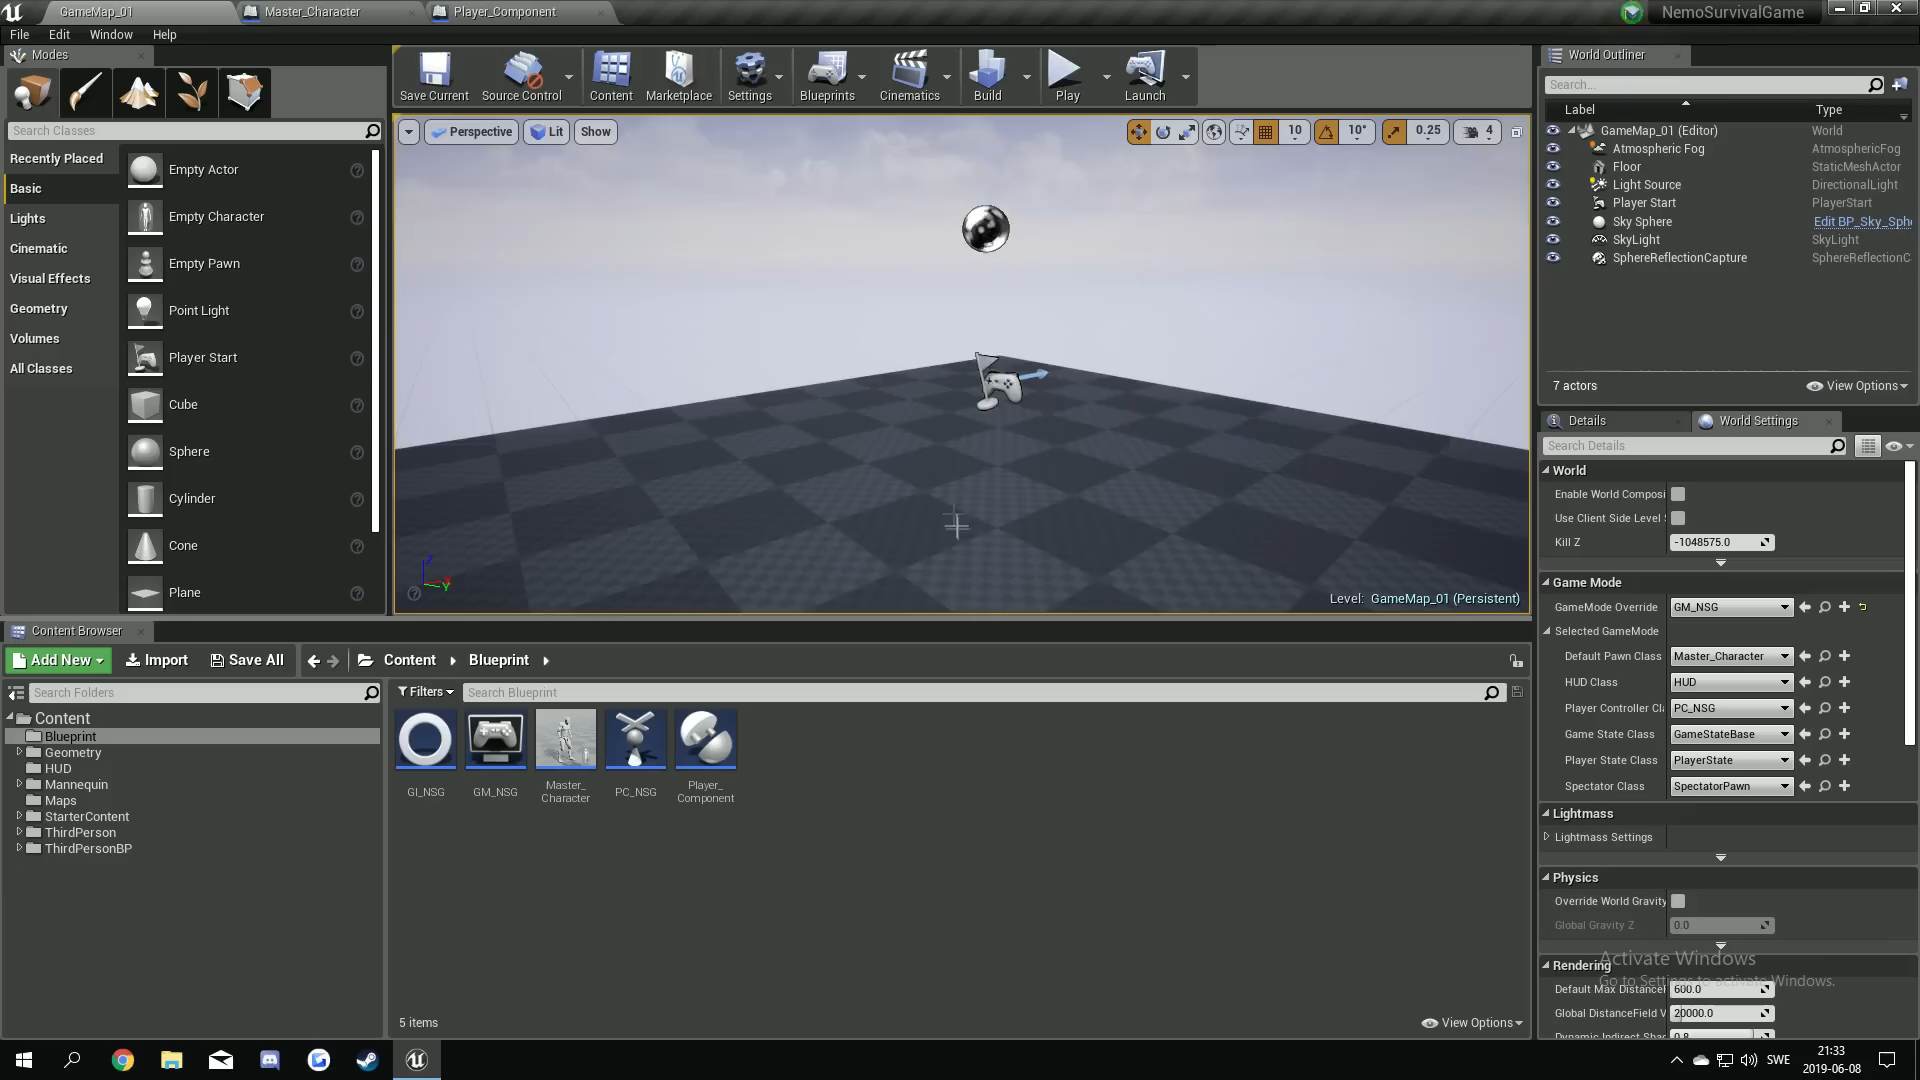 GameMap_01
Master_Character
Player_Component
NemoSurvivalGame
File
Edit
Window
Help
Modes
Save Current
Source Control
Content
Marketplace
Settings
Blueprints
Cinematics
Build
Play
Launch
World Outliner
Search...
Label
Type
GameMap_01 (Editor)
World
Atmospheric Fog
AtmosphericFog
Floor
StaticMeshActor
Light Source
DirectionalLight
Player Start
PlayerStart
Sky Sphere
Edit BP_Sky_Sph
SkyLight
SkyLight
SphereReflectionCapture
SphereReflectionC
7 actors
View Options
Search Classes
Recently Placed
Basic
Lights
Cinematic
Visual Effects
Geometry
Volumes
All Classes
Empty Actor
Empty Character
Empty Pawn
Point Light
Player Start
Cube
Sphere
Cylinder
Cone
Plane
Perspective
Lit
Show
10
10°
0.25
4
Level: GameMap_01 (Persistent)
Details
World Settings
Search Details
World
Enable World Composi
Use Client Side Level
Kill Z
-1048575.0
Game Mode
GameMode Override
GM_NSG
Selected GameMode
Default Pawn Class
Master_Character
HUD Class
HUD
Player Controller Cl
PC_NSG
Game State Class
GameStateBase
Player State Class
PlayerState
Spectator Class
SpectatorPawn
Lightmass
Lightmass Settings
Physics
Override World Gravity
Global Gravity Z
0.0
Rendering
Default Max Distance
600.0
Global DistanceField V
20000.0
Dynamic Indirect Sha
0.8
Activate Windows
Go to Settings to activate Windows.
Content Browser
Add New
Import
Save All
Content
Blueprint
Search Folders
Filters
Search Blueprint
Content
Blueprint
Geometry
HUD
Mannequin
Maps
StarterContent
ThirdPerson
ThirdPersonBP
GI_NSG
GM_NSG
Master_
Character
PC_NSG
Player_
Component
5 items
View Options
SWE
21:33
2019-06-08